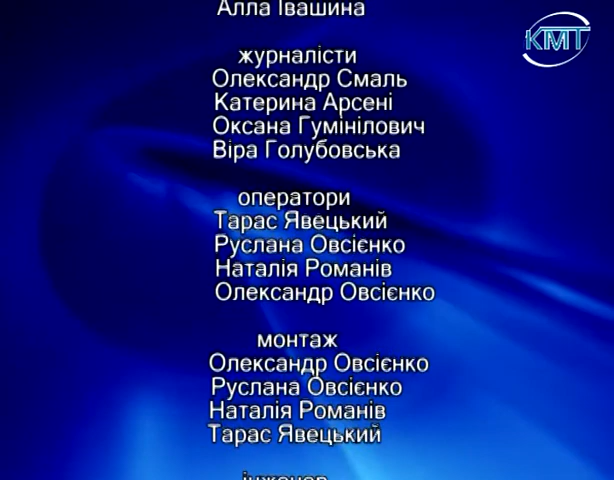 Алла Івашина
КМТ
журналісти
Олександр Смаль
Катерина Арсені
Оксана Гумінілович
Віра Голубовська
оператори
Тарас Явецький
Руслана Овсієнко
Наталія Романів
Олександр Овсієнко
монтаж
Олександр Овсієнко
Руслана Овсієнко
Наталія Романів
Тарас Явецький
інженер